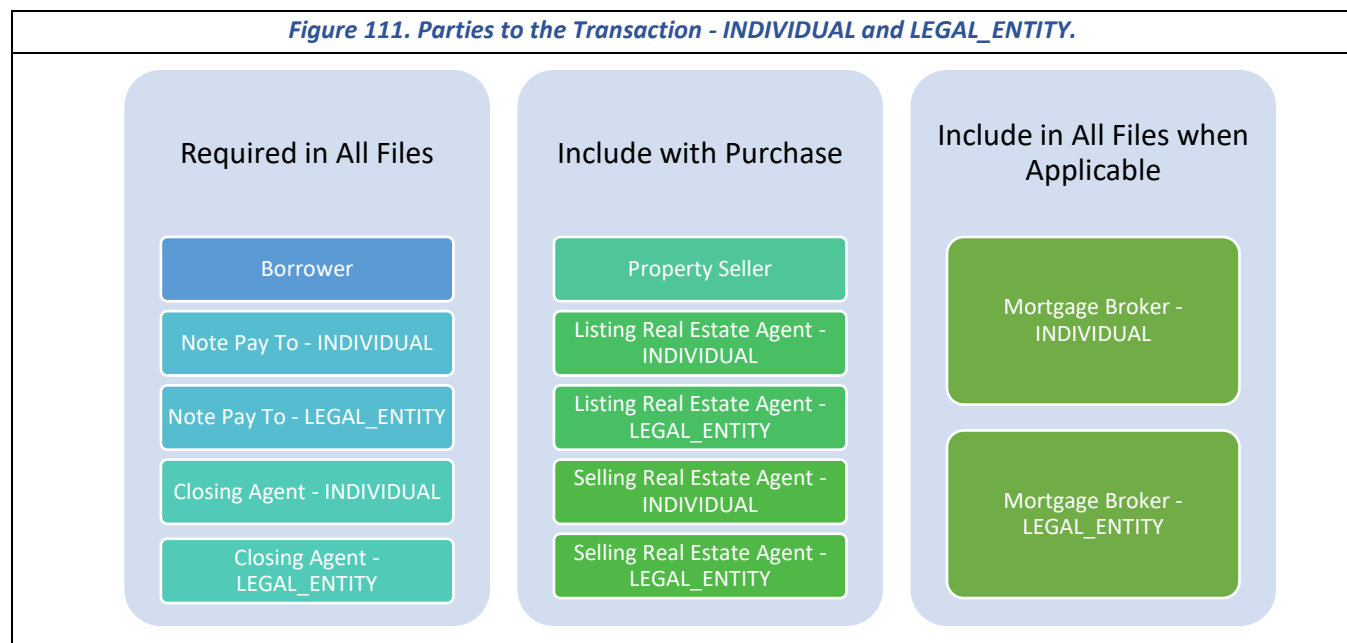 Figure 111. Parties to the Transaction - INDIVIDUAL and LEGAL_ENTITY.
Required in All Files
Borrower
Note Pay To - INDIVIDUAL
Note Pay To - LEGAL_ENTITY
Closing Agent - INDIVIDUAL
Closing Agent -
LEGAL_ENTITY
Include with Purchase
Property Seller
Listing Real Estate Agent -
INDIVIDUAL
Listing Real Estate Agent -
LEGAL_ENTITY
Selling Real Estate Agent -
INDIVIDUAL
Selling Real Estate Agent -
LEGAL_ENTITY
Include in All Files when
Applicable
Mortgage Broker -
INDIVIDUAL
Mortgage Broker -
LEGAL_ENTITY